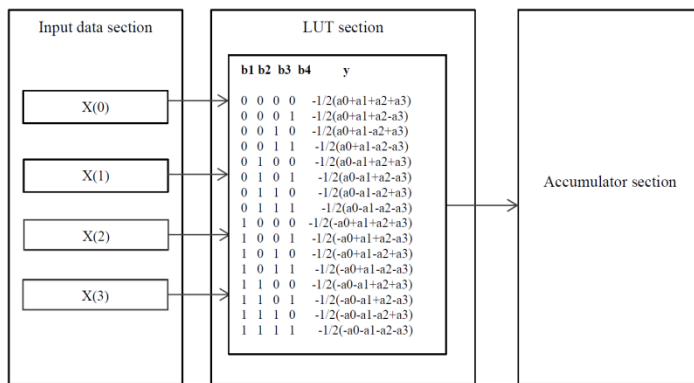 Input data section
X(0)
X(1)
X(2)
X(3)
LUT section
b1 b2 b3 b4 y
0 0 0 0 -1/2(a0+a1+a2+a3)
0 0 0 1 -1/2(a0+a1+a2-a3)
0 0 1 0 -1/2(a0+a1-a2+a3)
0 0 1 1 -1/2(a0+a1-a2-a3)
0 1 0 0 -1/2(a0-a1+a2+a3)
0 1 0 1 -1/2(a0-a1+a2-a3)
0 1 1 0 -1/2(a0-a1-a2+a3)
0 1 1 1 -1/2(a0-a1-a2-a3)
1 0 0 0 -1/2(-a0+a1+a2+a3)
1 0 0 1 -1/2(-a0+a1+a2-a3)
1 0 1 0 -1/2(-a0+a1-a2+a3)
1 0 1 1 -1/2(-a0+a1-a2-a3)
1 1 0 0 -1/2(-a0-a1+a2+a3)
1 1 0 1 -1/2(-a0-a1+a2-a3)
1 1 1 0 -1/2(-a0-a1-a2+a3)
1 1 1 1 -1/2(-a0-a1-a2-a3)
Accumulator section